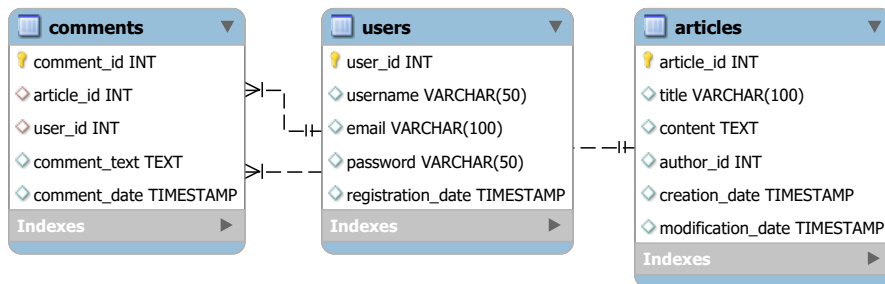 comments
comment_id INT
article_id INT
user_id INT
comment_text TEXT
comment_date TIMESTAMP
Indexes
users
user_id INT
username VARCHAR(50)
email VARCHAR(100)
password VARCHAR(50)
registration_date TIMESTAMP
Indexes
articles
article_id INT
title VARCHAR(100)
content TEXT
author_id INT
creation_date TIMESTAMP
modification_date TIMESTAMP
Indexes